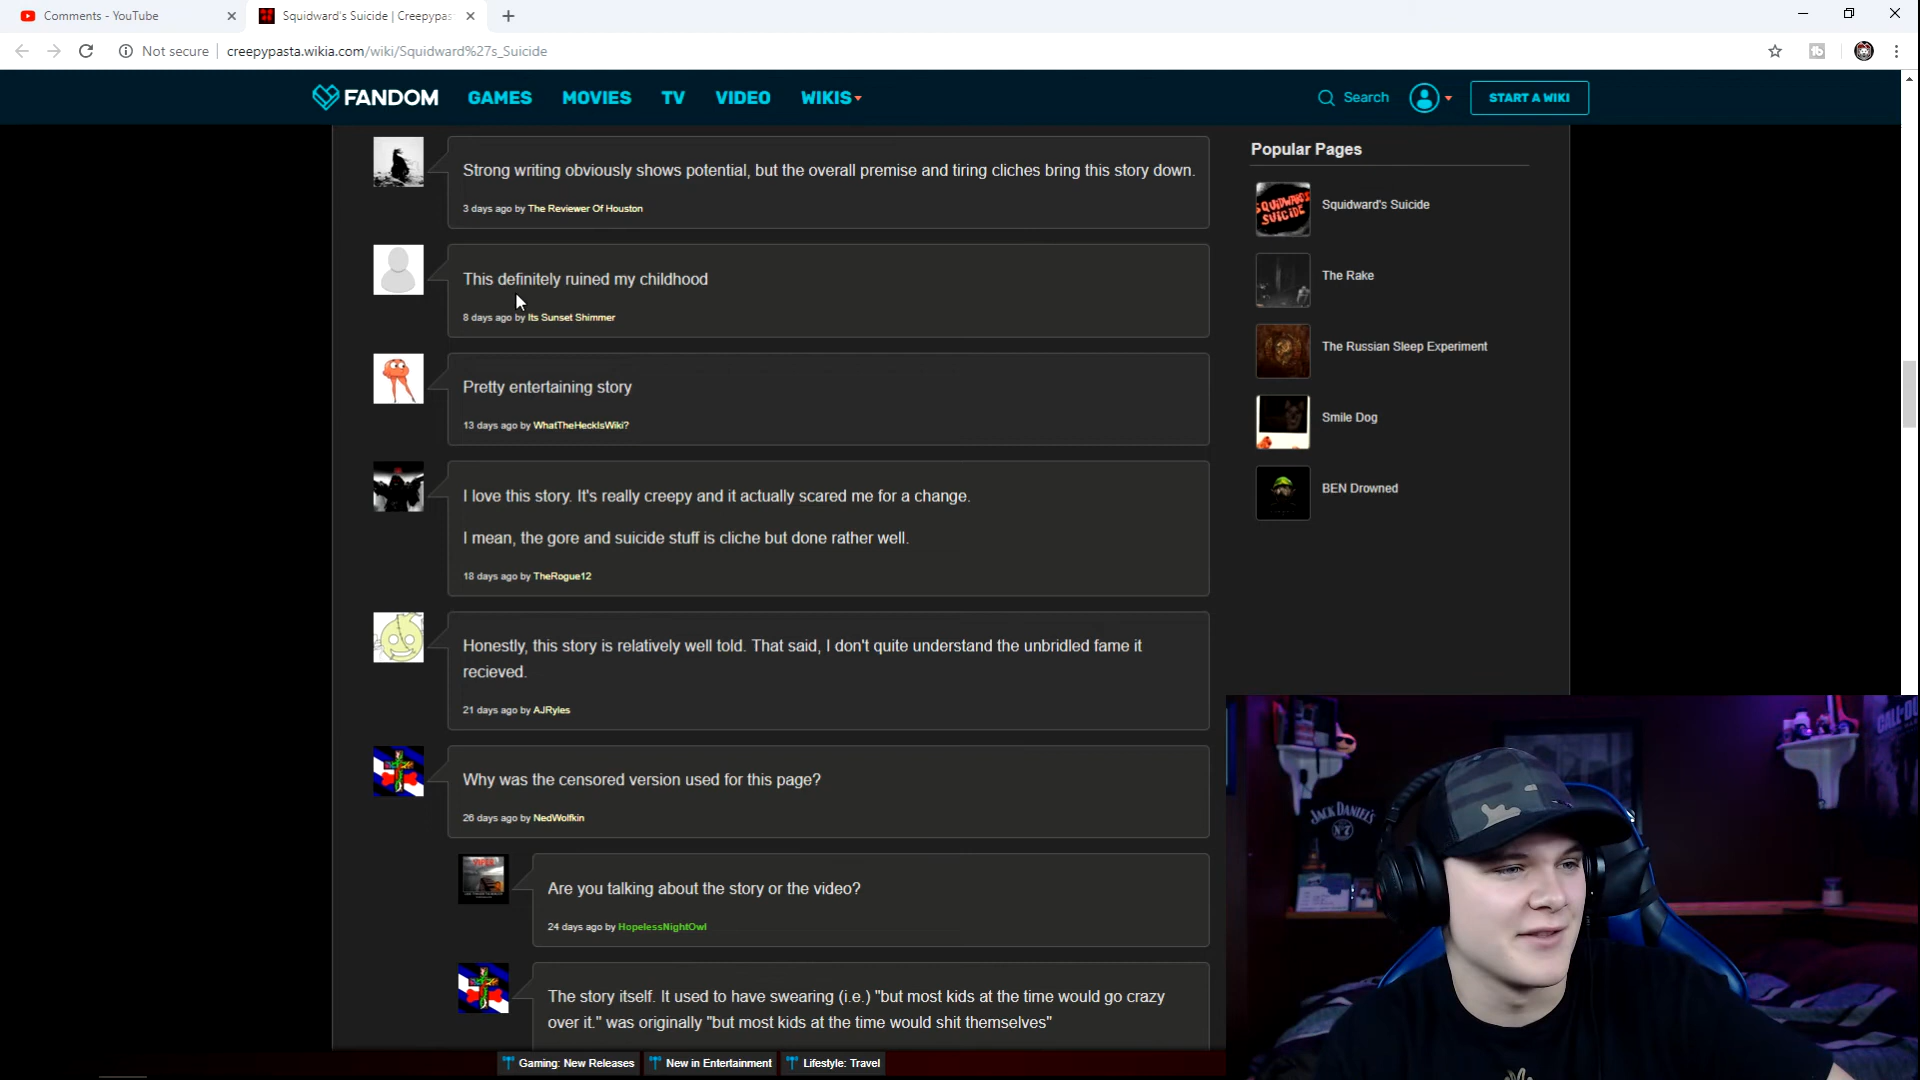 Comments - YouTube
Squidward's Suicide | Creepypas
Not secure
creepypasta.wikia.com/wiki/Squidward%27s_Suicide
FANDOM
GAMES
MOVIES
TV
VIDEO
WIKIS
Search
START A WIKI
Strong writing obviously shows potential, but the overall premise and tiring cliches bring this story down.
3 days ago by The Reviewer Of Houston
This definitely ruined my childhood
8 days ago by Its Sunset Shimmer
Pretty entertaining story
13 days ago by WhatTheHeckIsWiki?
I love this story. It's really creepy and it actually scared me for a change.
I mean, the gore and suicide stuff is cliche but done rather well.
18 days ago by TheRogue12
Honestly, this story is relatively well told. That said, I don't quite understand the unbridled fame it
recieved.
21 days ago by AJRyles
Why was the censored version used for this page?
26 days ago by NedWolfkin
Are you talking about the story or the video?
24 days ago by HopelessNightOwl
The story itself. It used to have swearing (i.e.) "but most kids at the time would go crazy
over it." was originally "but most kids at the time would shit themselves"
Popular Pages
SQUIDWARD'S
SUICIDE
Squidward's Suicide
The Rake
The Russian Sleep Experiment
Smile Dog
BEN Drowned
JACK DANIEL'S
Nº7
Gaming: New Releases
New in Entertainment
Lifestyle: Travel